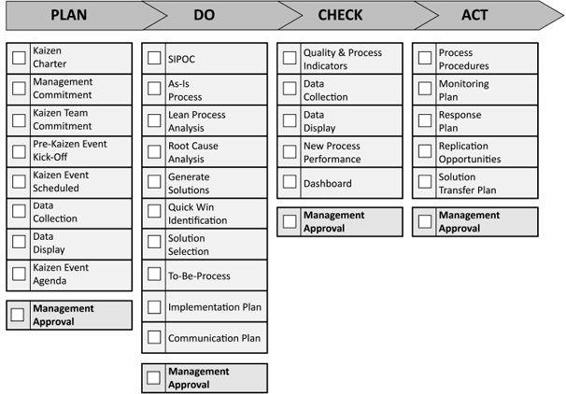 PLAN
DO
CHECK
ACT
Kaizen
Charter
Management
Commitment
Kaizen Team
Commitment
Pre-Kaizen Event
Kick-Off
Kaizen Event
Scheduled
Data
Collection
Data
Display
Kaizen Event
Agenda
Management
Approval
SIPOC
As-Is
Process
Lean Process
Analysis
Root Cause
Analysis
Generate
Solutions
Quick Win
Identification
Solution
Selection
To-Be-Process
Implementation Plan
Communication Plan
Management
Approval
Quality & Process
Indicators
Data
Collection
Data
Display
New Process
Performance
Dashboard
Management
Approval
Process
Procedures
Monitoring
Plan
Response
Plan
Replication
Opportunities
Solution
Transfer Plan
Management
Approval